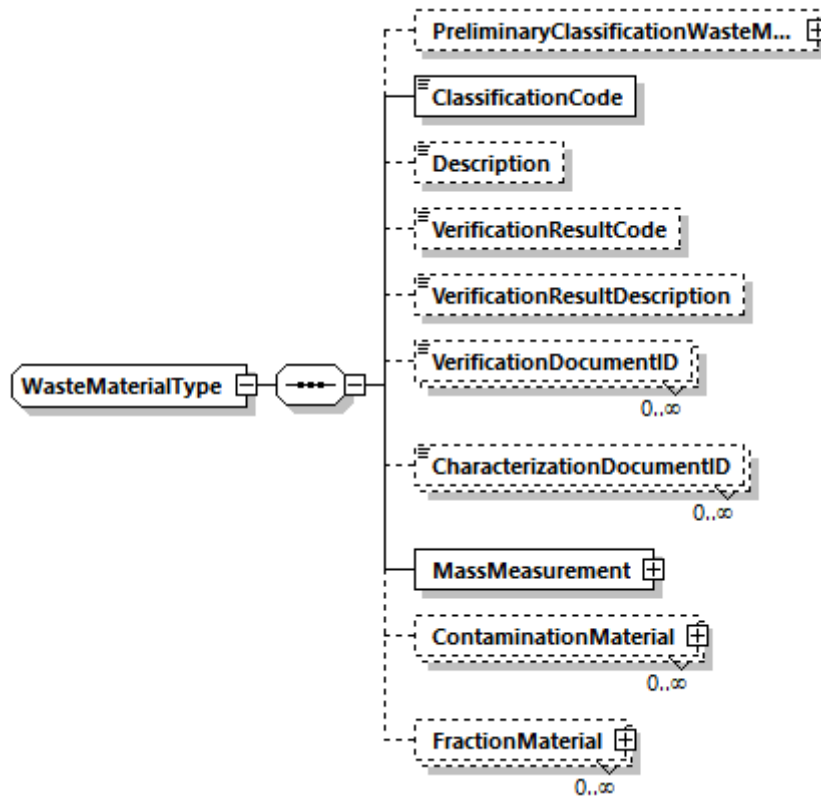 PreliminaryClassificationWasteM...
ClassificationCode
Description
VerificationResultCode
VerificationResultDescription
WasteMaterialType
VerificationDocumentID
0..∞
CharacterizationDocumentID
0..∞
MassMeasurement
ContaminationMaterial
0..∞
FractionMaterial
0..∞